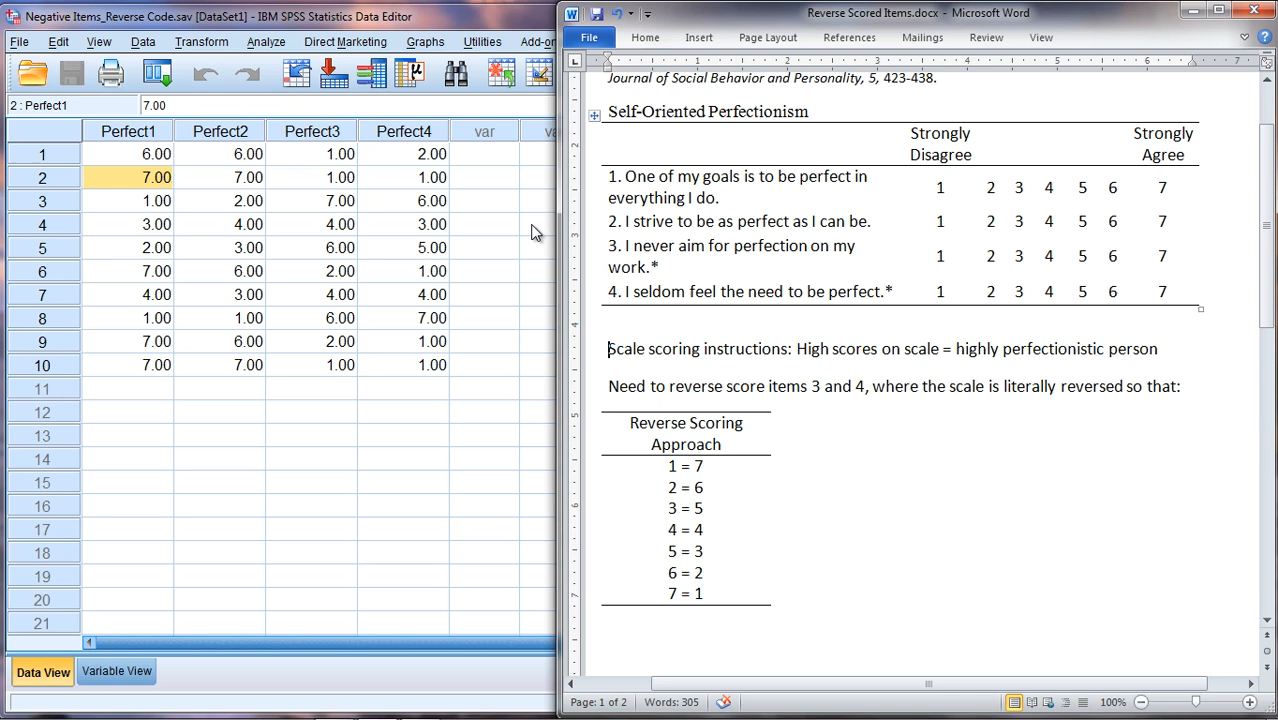 Negative Items_Reverse Code.sav [DataSet1] - IBM SPSS Statistics Data Editor
File Edit View Data Transform Analyze Direct Marketing Graphs Utilities Add-on
2 : Perfect1 7.00
Perfect1 Perfect2 Perfect3 Perfect4 var va
1 6.00 6.00 1.00 2.00
2 7.00 7.00 1.00 1.00
3 1.00 2.00 7.00 6.00
4 3.00 4.00 4.00 3.00
5 2.00 3.00 6.00 5.00
6 7.00 6.00 2.00 1.00
7 4.00 3.00 4.00 4.00
8 1.00 1.00 6.00 7.00
9 7.00 6.00 2.00 1.00
10 7.00 7.00 1.00 1.00
11
12
13
14
15
16
17
18
19
20
21
Data View Variable View
Reverse Scored Items.docx - Microsoft Word
File Home Insert Page Layout References Mailings Review View
1 2 3 4 5 6
Journal of Social Behavior and Personality, 5, 423-438.
Self-Oriented Perfectionism
Strongly Strongly
Disagree Agree
1. One of my goals is to be perfect in
everything I do. 1 2 3 4 5 6 7
2. I strive to be as perfect as I can be. 1 2 3 4 5 6 7
3. I never aim for perfection on my
work.* 1 2 3 4 5 6 7
4. I seldom feel the need to be perfect.* 1 2 3 4 5 6 7
Scale scoring instructions: High scores on scale = highly perfectionistic person
Need to reverse score items 3 and 4, where the scale is literally reversed so that:
Reverse Scoring
Approach
1 = 7
2 = 6
3 = 5
4 = 4
5 = 3
6 = 2
7 = 1
Page: 1 of 2 Words: 305 100%